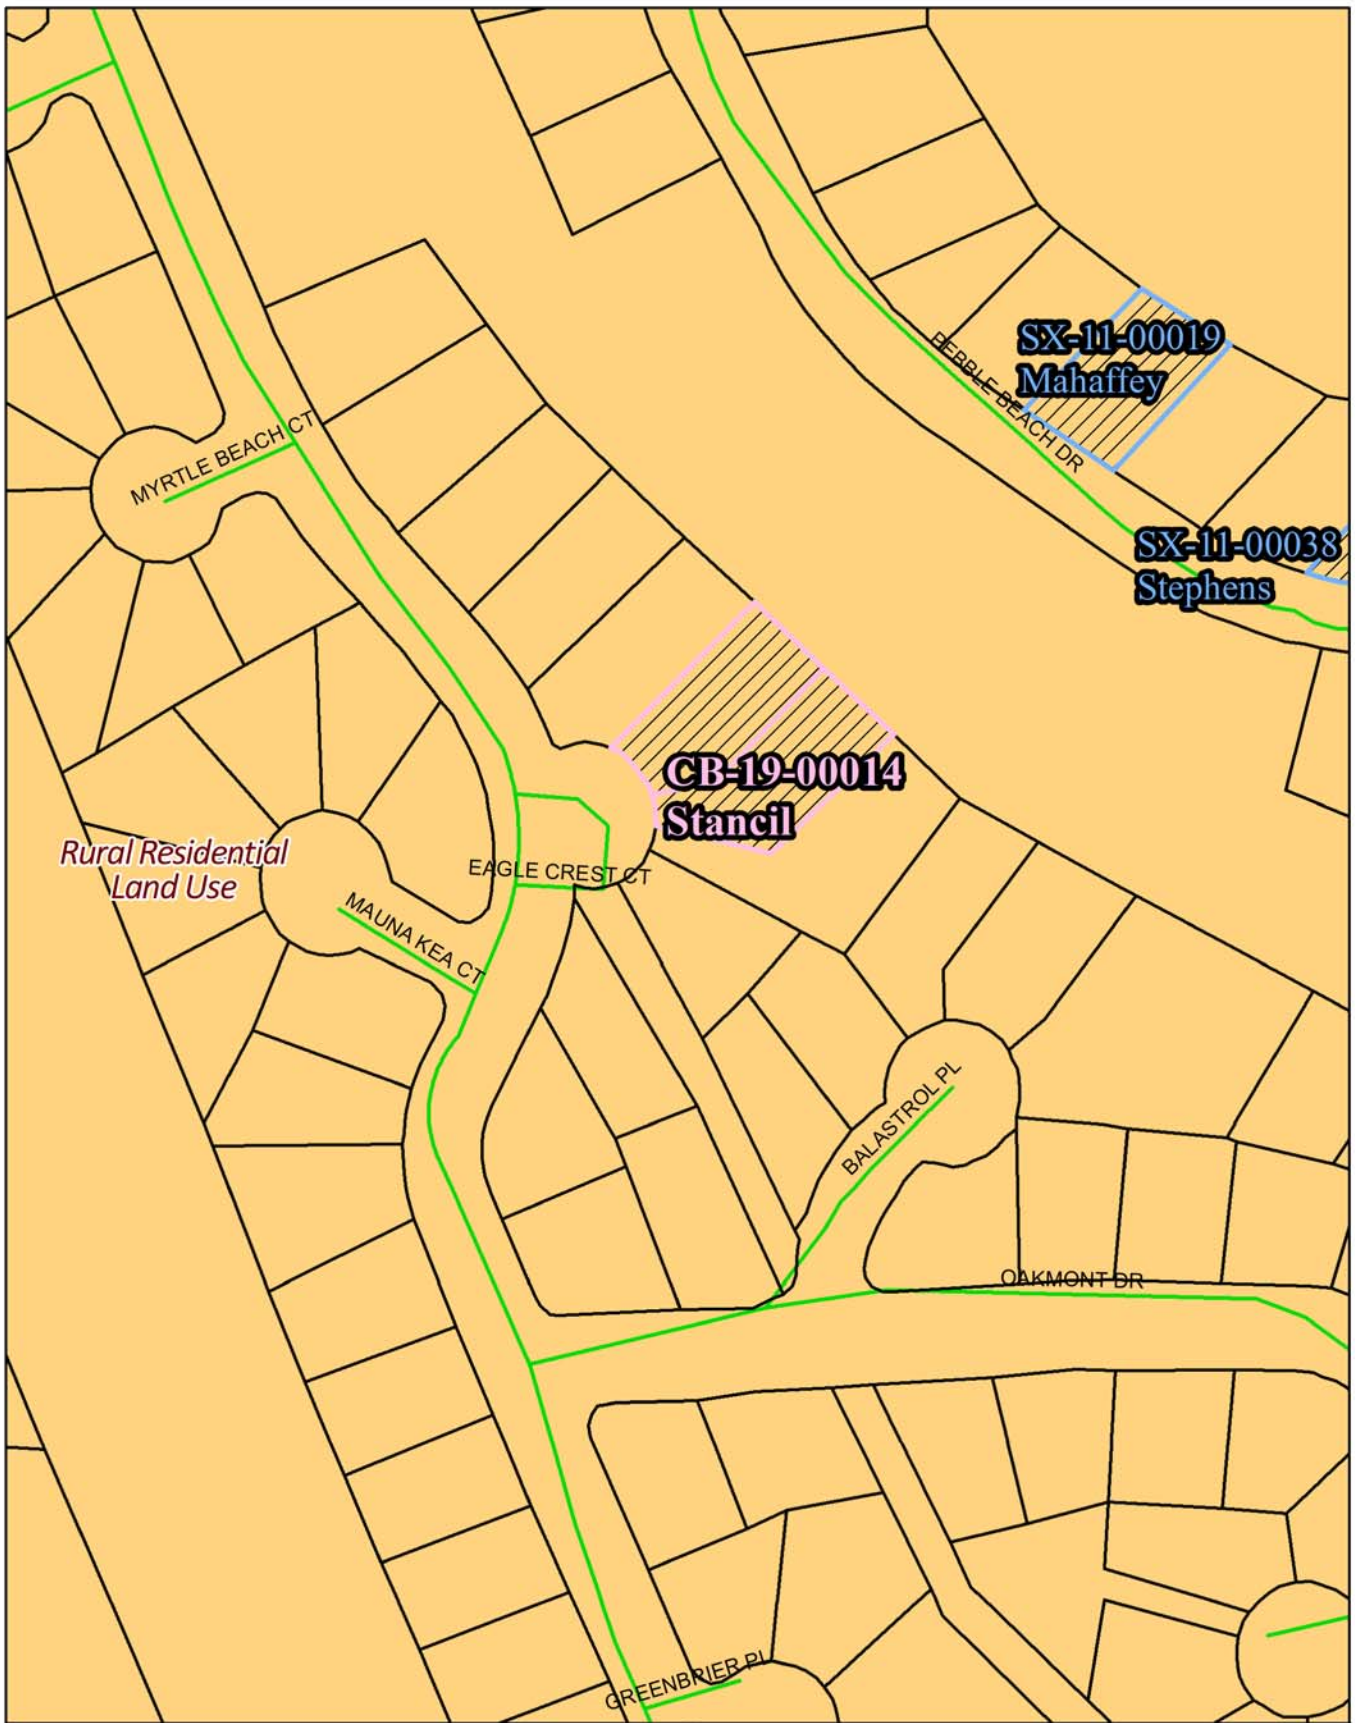 PEBBLE BEACH DR
SX-11-00019
Mahaffey
MYRTLE BEACH CT
SX-11-00038
Stephens
CB-19-00014
Stancil
Rural Residential
Land Use
EAGLE CREST CT
MAUNA KEA CT
BALASTROL PL
OAKMONT DR
GREENBRIER PL